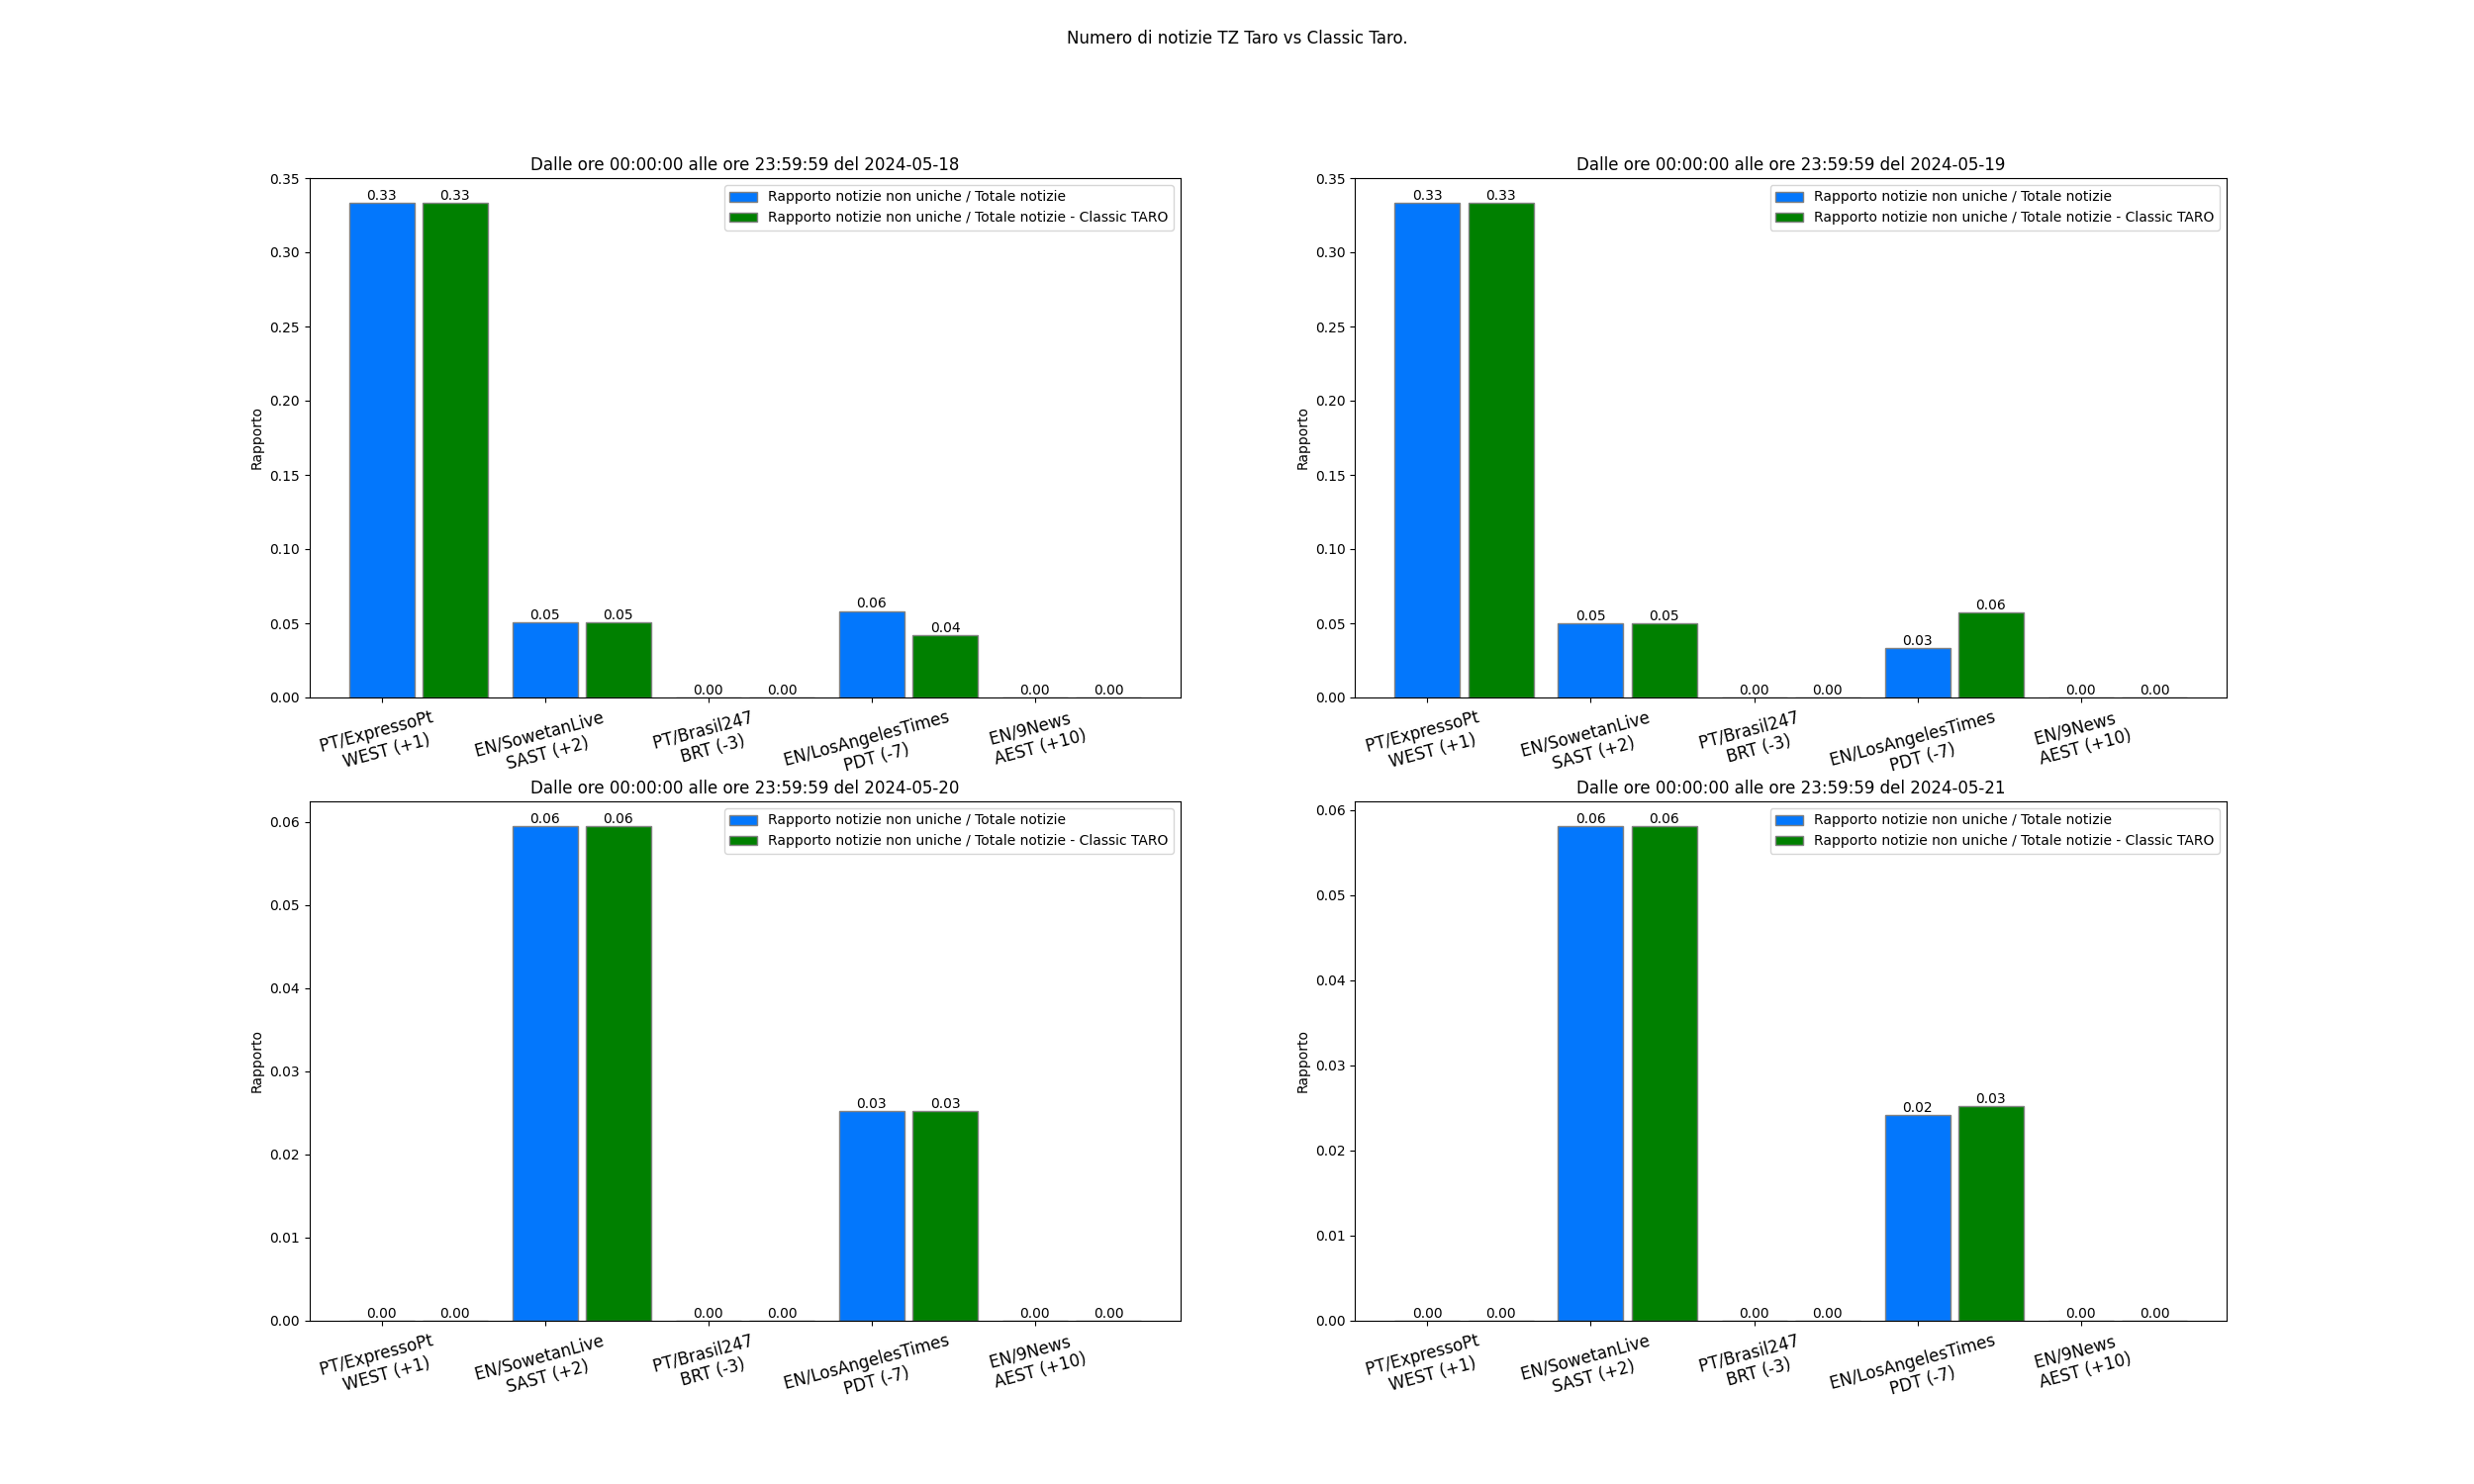 Numero di notizie TZ Taro vs Classic Taro.
Dalle ore 00:00:00 alle ore 23:59:59 del 2024-05-18
Rapporto notizie non uniche / Totale notizie
Rapporto notizie non uniche / Totale notizie - Classic TARO
Rapporto
0.35
0.30
0.25
0.20
0.15
0.10
0.05
0.00
0.33
0.33
0.05
0.05
0.00
0.00
0.06
0.04
0.00
0.00
PT/ExpressoPt
WEST (+1)
EN/SowetanLive
SAST (+2)
PT/Brasil247
BRT (-3)
EN/LosAngelesTimes
PDT (-7)
EN/9News
AEST (+10)
Dalle ore 00:00:00 alle ore 23:59:59 del 2024-05-19
Rapporto notizie non uniche / Totale notizie
Rapporto notizie non uniche / Totale notizie - Classic TARO
Rapporto
0.35
0.30
0.25
0.20
0.15
0.10
0.05
0.00
0.33
0.33
0.05
0.05
0.00
0.00
0.03
0.06
0.00
0.00
PT/ExpressoPt
WEST (+1)
EN/SowetanLive
SAST (+2)
PT/Brasil247
BRT (-3)
EN/LosAngelesTimes
PDT (-7)
EN/9News
AEST (+10)
Dalle ore 00:00:00 alle ore 23:59:59 del 2024-05-20
Rapporto notizie non uniche / Totale notizie
Rapporto notizie non uniche / Totale notizie - Classic TARO
Rapporto
0.06
0.05
0.04
0.03
0.02
0.01
0.00
0.00
0.00
0.06
0.06
0.00
0.00
0.03
0.03
0.00
0.00
PT/ExpressoPt
WEST (+1)
EN/SowetanLive
SAST (+2)
PT/Brasil247
BRT (-3)
EN/LosAngelesTimes
PDT (-7)
EN/9News
AEST (+10)
Dalle ore 00:00:00 alle ore 23:59:59 del 2024-05-21
Rapporto notizie non uniche / Totale notizie
Rapporto notizie non uniche / Totale notizie - Classic TARO
Rapporto
0.06
0.05
0.04
0.03
0.02
0.01
0.00
0.00
0.00
0.06
0.06
0.00
0.00
0.02
0.03
0.00
0.00
PT/ExpressoPt
WEST (+1)
EN/SowetanLive
SAST (+2)
PT/Brasil247
BRT (-3)
EN/LosAngelesTimes
PDT (-7)
EN/9News
AEST (+10)